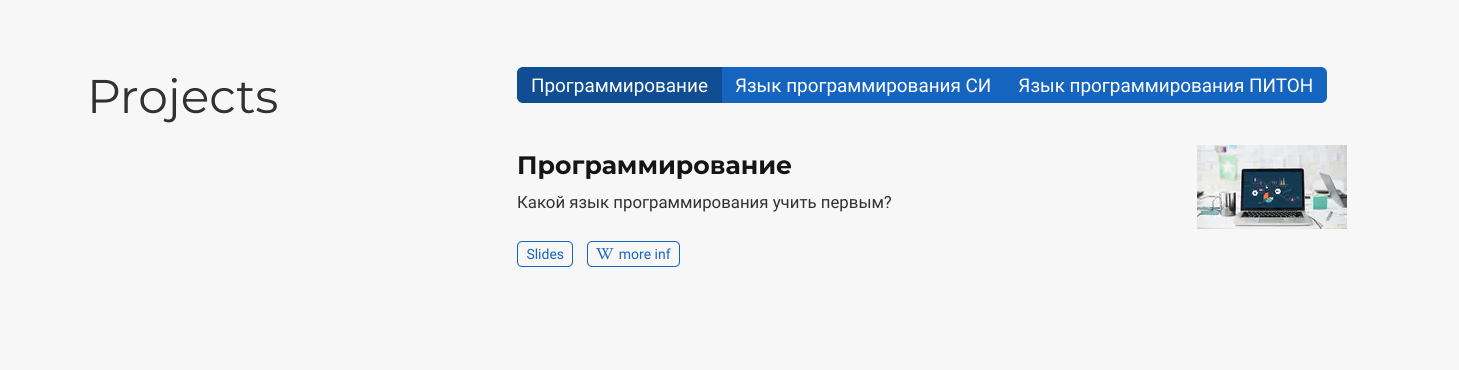 Projects
Программирование Язык программирования СИ Язык программирования ПИТОН
Программирование
Какой язык программирования учить первым?
Slides W more inf